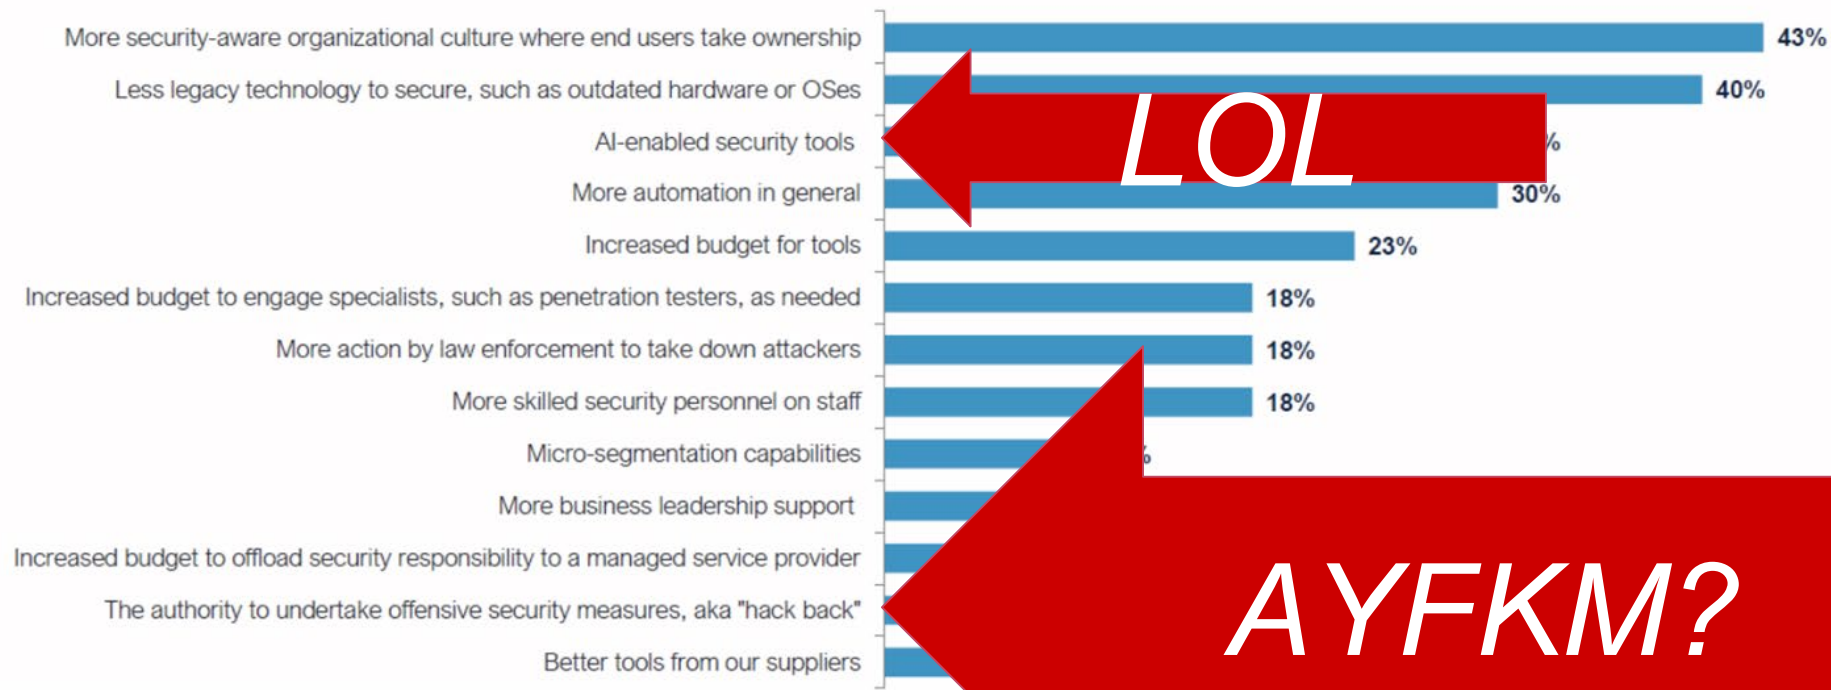 More security-aware organizational culture where end users take ownership 43%
Less legacy technology to secure, such as outdated hardware or OSes 40%
AI-enabled security tools %
LOL
More automation in general 30%
Increased budget for tools 23%
Increased budget to engage specialists, such as penetration testers, as needed 18%
More action by law enforcement to take down attackers 18%
More skilled security personnel on staff 18%
Micro-segmentation capabilities %
More business leadership support
Increased budget to offload security responsibility to a managed service provider
The authority to undertake offensive security measures, aka "hack back"
AYFKM?
Better tools from our suppliers